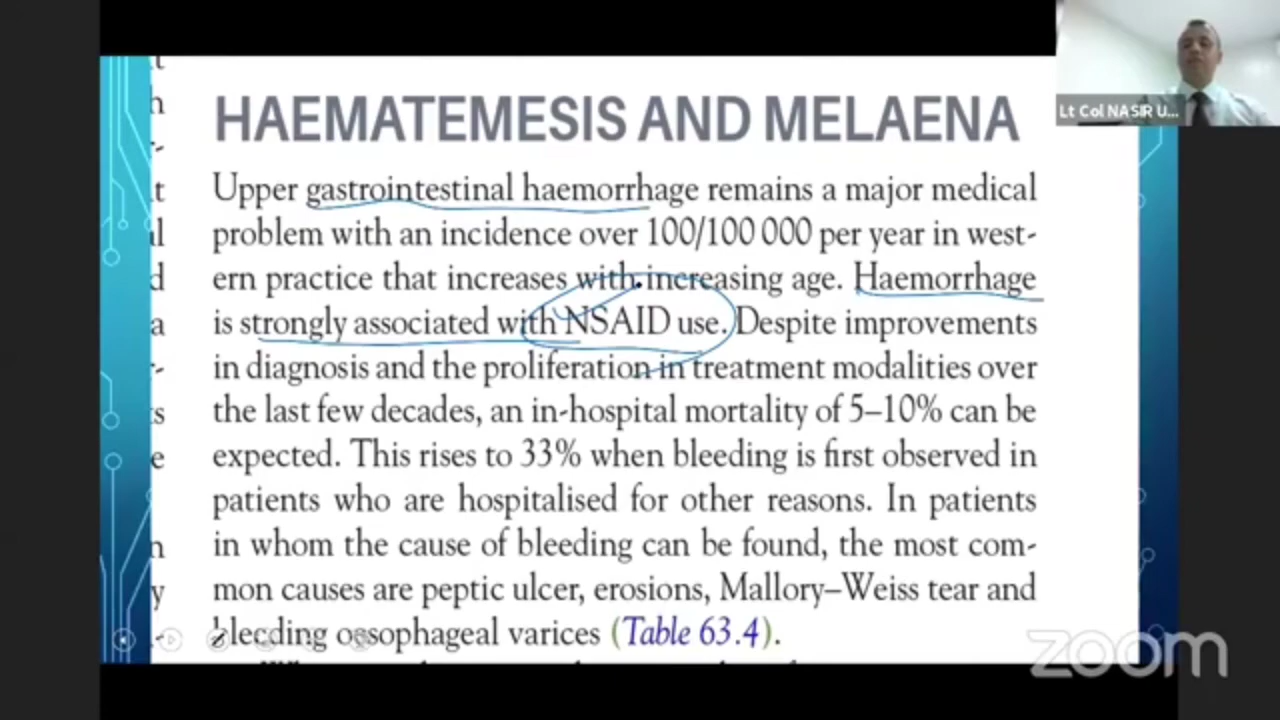 HAEMATEMESIS AND MELAENA
Lt Col NASIR U...
Upper gastrointestinal haemorrhage remains a major medical
problem with an incidence over 100/100 000 per year in west-
ern practice that increases with increasing age. Haemorrhage
is strongly associated with NSAID use. Despite improvements
in diagnosis and the proliferation in treatment modalities over
the last few decades, an in-hospital mortality of 5–10% can be
expected. This rises to 33% when bleeding is first observed in
patients who are hospitalised for other reasons. In patients
in whom the cause of bleeding can be found, the most com-
mon causes are peptic ulcer, erosions, Mallory–Weiss tear and
bleeding oesophageal varices (Table 63.4).
zoom